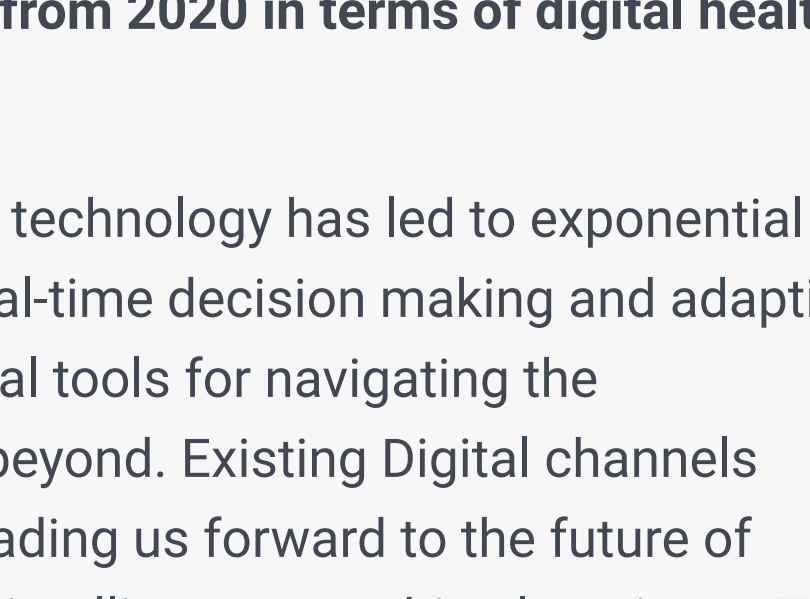 from 2020 in terms of digital healt
technology has led to exponential
al-time decision making and adapti
al tools for navigating the
beyond. Existing Digital channels
ading us forward to the future of